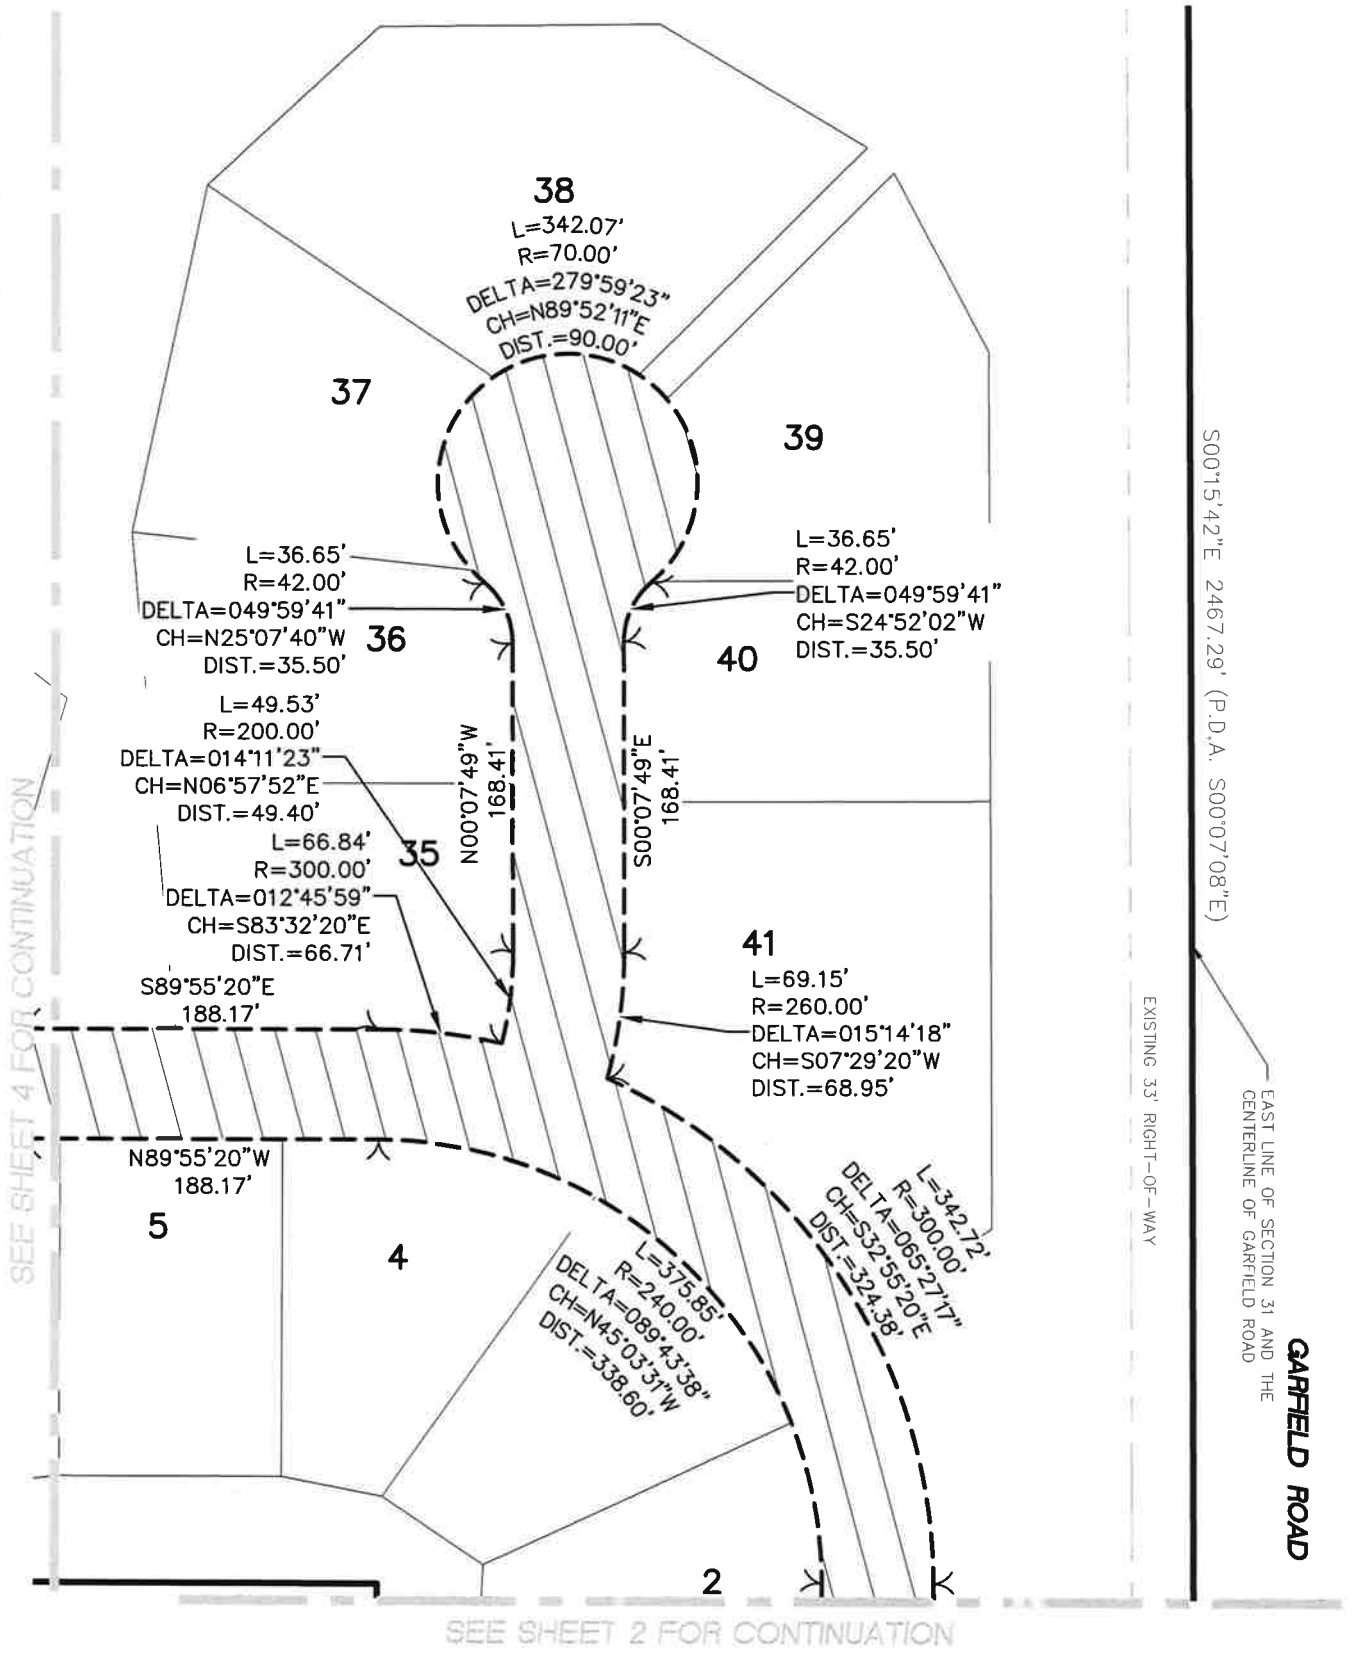 38
L=342.07'
R=70.00'
DELTA=279°59'23"
CH=N89°52'11"E
DIST.=90.00'
37
39
L=36.65'
R=42.00'
DELTA=049°59'41"
CH=N25°07'40"W
DIST.=35.50'
36
L=36.65'
R=42.00'
DELTA=049°59'41"
CH=S24°52'02"W
DIST.=35.50'
40
L=49.53'
R=200.00'
DELTA=014°11'23"
CH=N06°57'52"E
DIST.=49.40'
N00°07'49"W
168.41'
S00°07'49"E
168.41'
35
L=66.84'
R=300.00'
DELTA=012°45'59"
CH=S83°32'20"E
DIST.=66.71'
S89°55'20"E
188.17'
41
L=69.15'
R=260.00'
DELTA=015°14'18"
CH=S07°29'20"W
DIST.=68.95'
N89°55'20"W
188.17'
5
4
L=375.85'
R=240.00'
DELTA=089°43'38"
CH=N45°03'31"W
DIST.=338.60'
L=342.72'
R=300.00'
DELTA=065°27'17"
CH=S32°55'20"E
DIST.=324.38'
2
S00°15'42"E 2467.29' (P.D.A. S00°07'08"E)
EXISTING 33' RIGHT-OF-WAY
EAST LINE OF SECTION 31 AND THE
CENTERLINE OF GARFIELD ROAD
GARFIELD ROAD
SEE SHEET 4 FOR CONTINUATION
SEE SHEET 2 FOR CONTINUATION